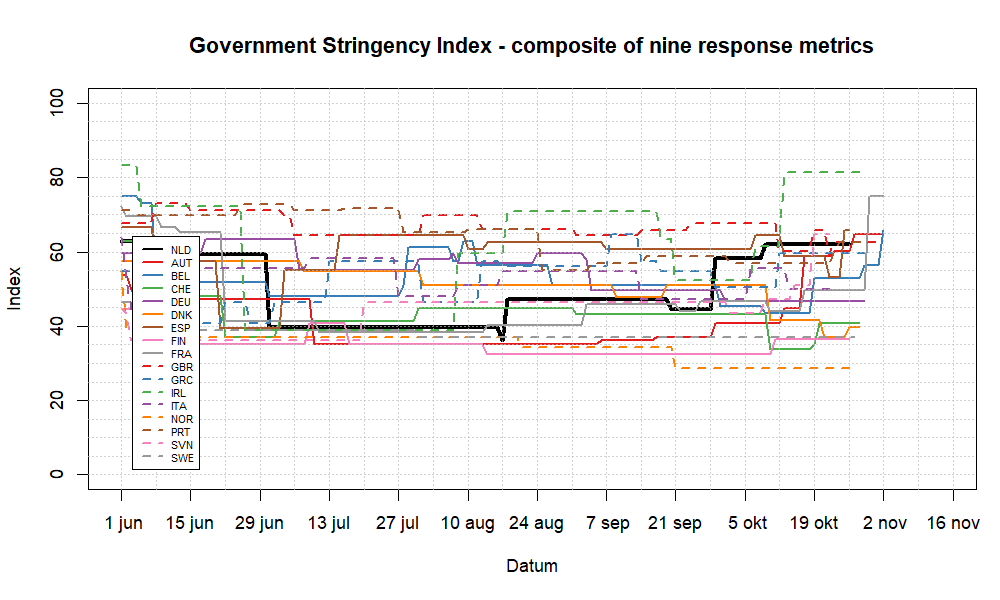 Government Stringency Index - composite of nine response metrics
Index
100
80
60
40
20
0
NLD
AUT
BEL
CHE
DEU
DNK
ESP
FIN
FRA
GBR
GRC
IRL
ITA
NOR
PRT
SVN
SWE
1 jun 15 jun 29 jun 13 jul 27 jul 10 aug 24 aug 7 sep 21 sep 5 okt 19 okt 2 nov 16 nov
Datum